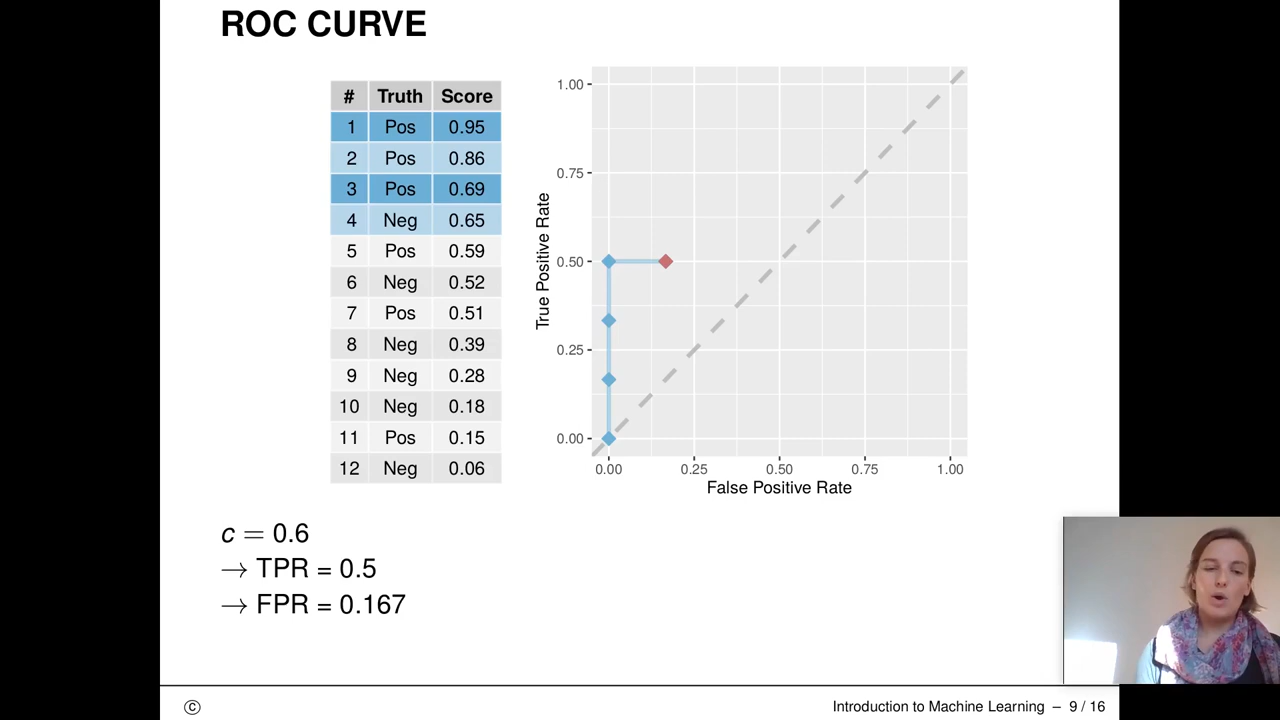 ROC CURVE
# Truth Score
1 Pos 0.95
2 Pos 0.86
3 Pos 0.69
4 Neg 0.65
5 Pos 0.59
6 Neg 0.52
7 Pos 0.51
8 Neg 0.39
9 Neg 0.28
10 Neg 0.18
11 Pos 0.15
12 Neg 0.06
True Positive Rate
1.00
0.75
0.50
0.25
0.00
0.00 0.25 0.50 0.75 1.00
False Positive Rate
c = 0.6
→ TPR = 0.5
→ FPR = 0.167
© Introduction to Machine Learning – 9 / 16